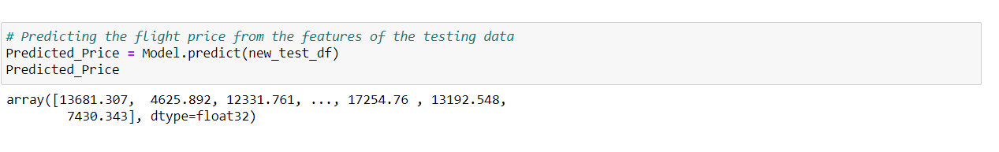 # Predicting the flight price from the features of the testing data
Predicted_Price = Model.predict(new_test_df)
Predicted_Price
array([13681.307,  4625.892, 12331.761, ..., 17254.76 , 13192.548,
        7430.343], dtype=float32)